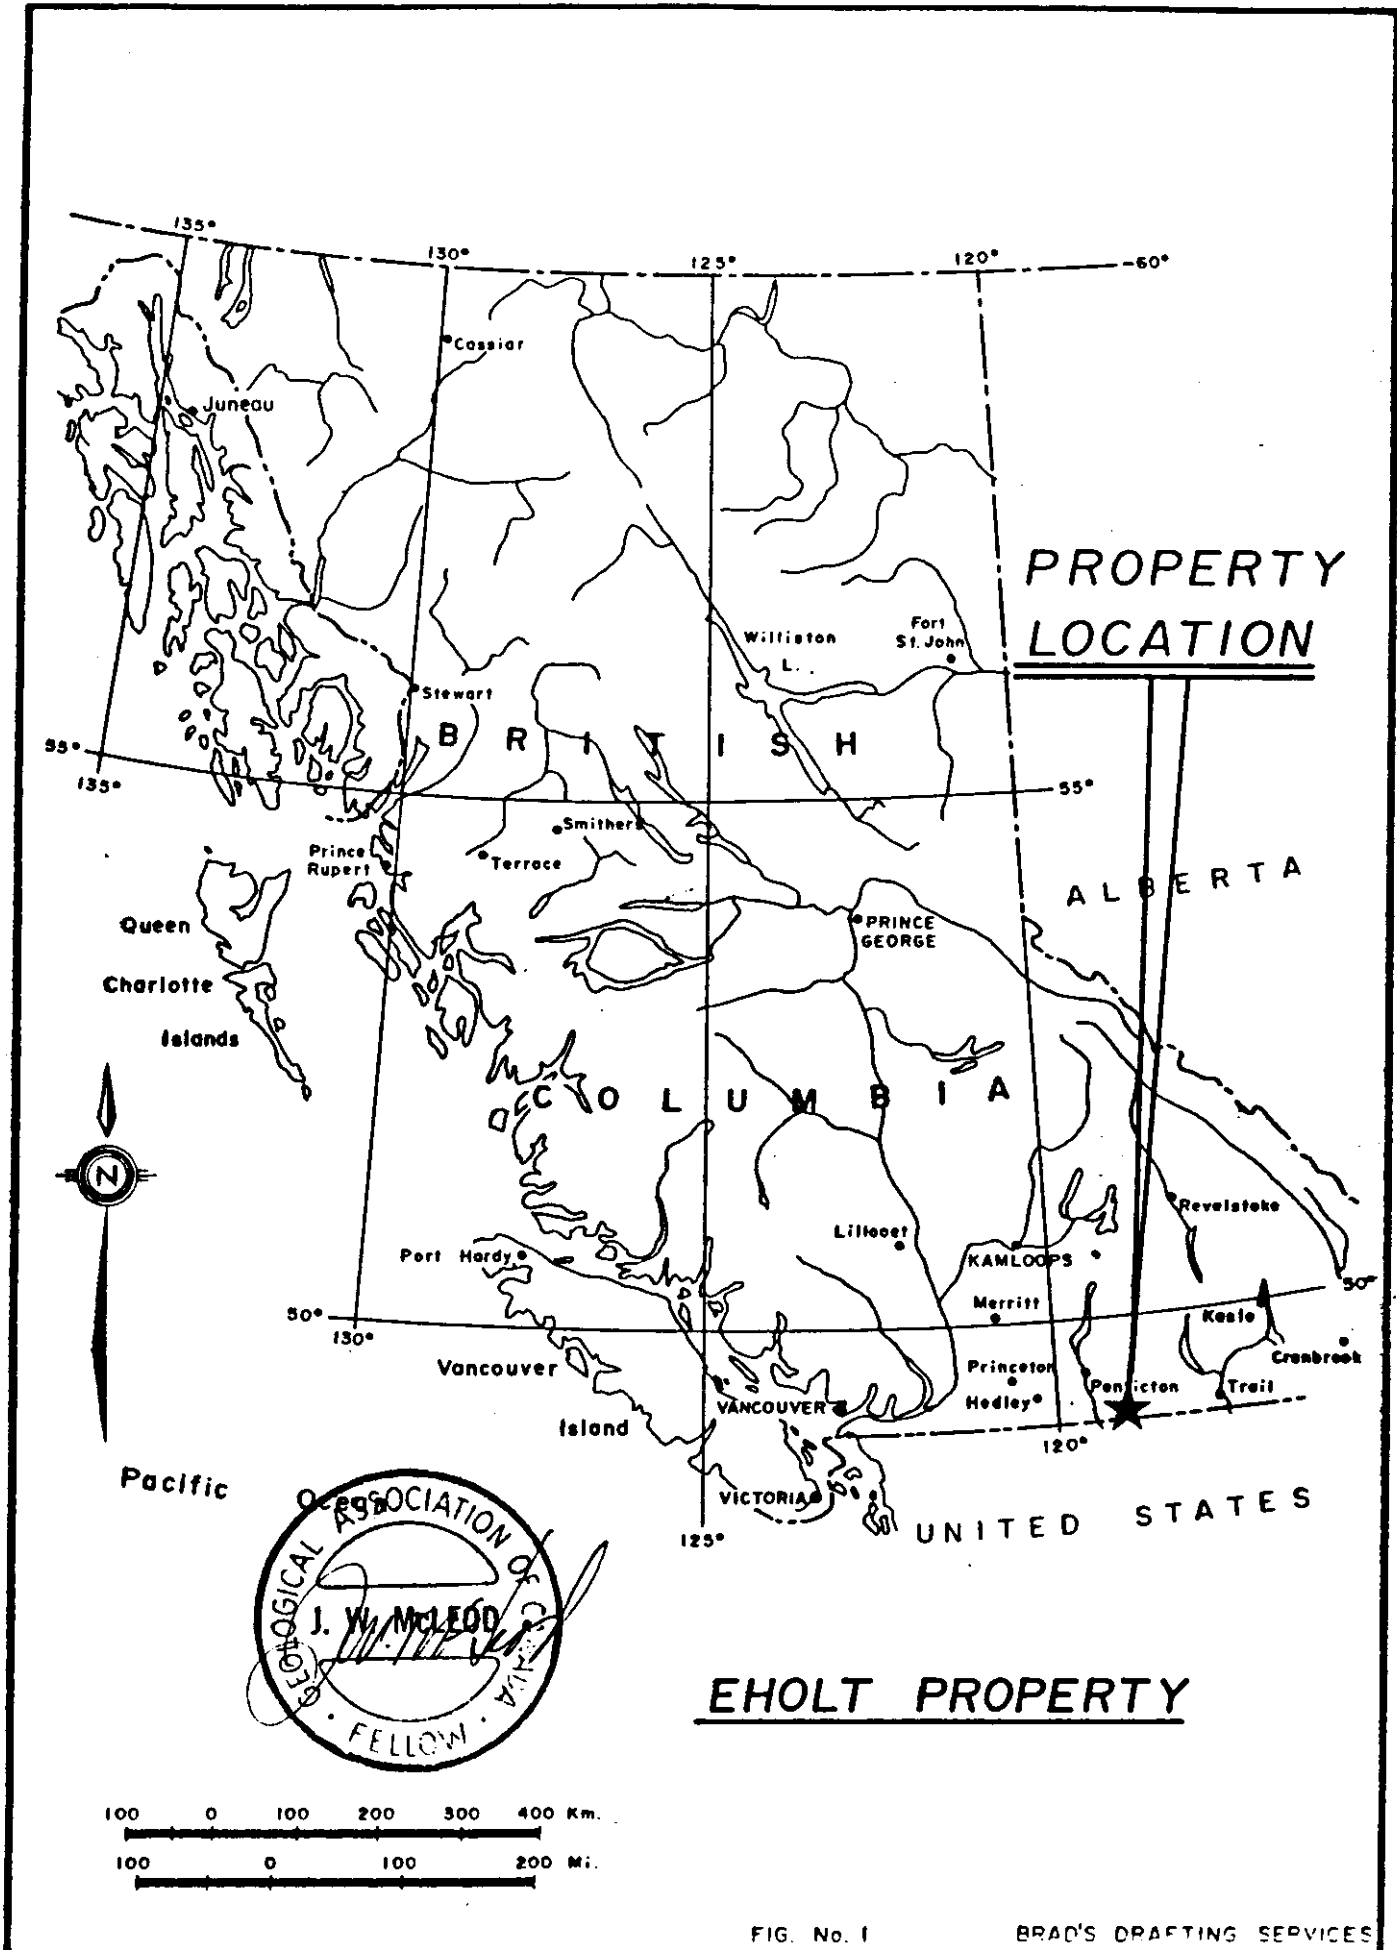 135°
130°
125°
120°
60°
Cassiar
Juneau
PROPERTY
LOCATION
Williston
L.
Fort
St. John
Stewart
BRITISH
55°
135°
55°
Smithers
Prince
Rupert
Terrace
ALBERTA
Queen
Charlotte
Islands
PRINCE
GEORGE
COLUMBIA
N
Revelstoke
Lillooet
Port Hardy
KAMLOOPS
50°
Merritt
Kaslo
50°
130°
Cranbrook
Vancouver
Island
Princeton
Penticton
Trail
Hedley
VANCOUVER
120°
Pacific Ocean
VICTORIA
125°
UNITED STATES
GEOLOGICAL ASSOCIATION OF CANADA
J. W. McLEOD
FELLOW
EHOLT PROPERTY
100 0 100 200 300 400 Km.
100 0 100 200 Mi.
FIG. No. 1
BRAD'S DRAFTING SERVICES